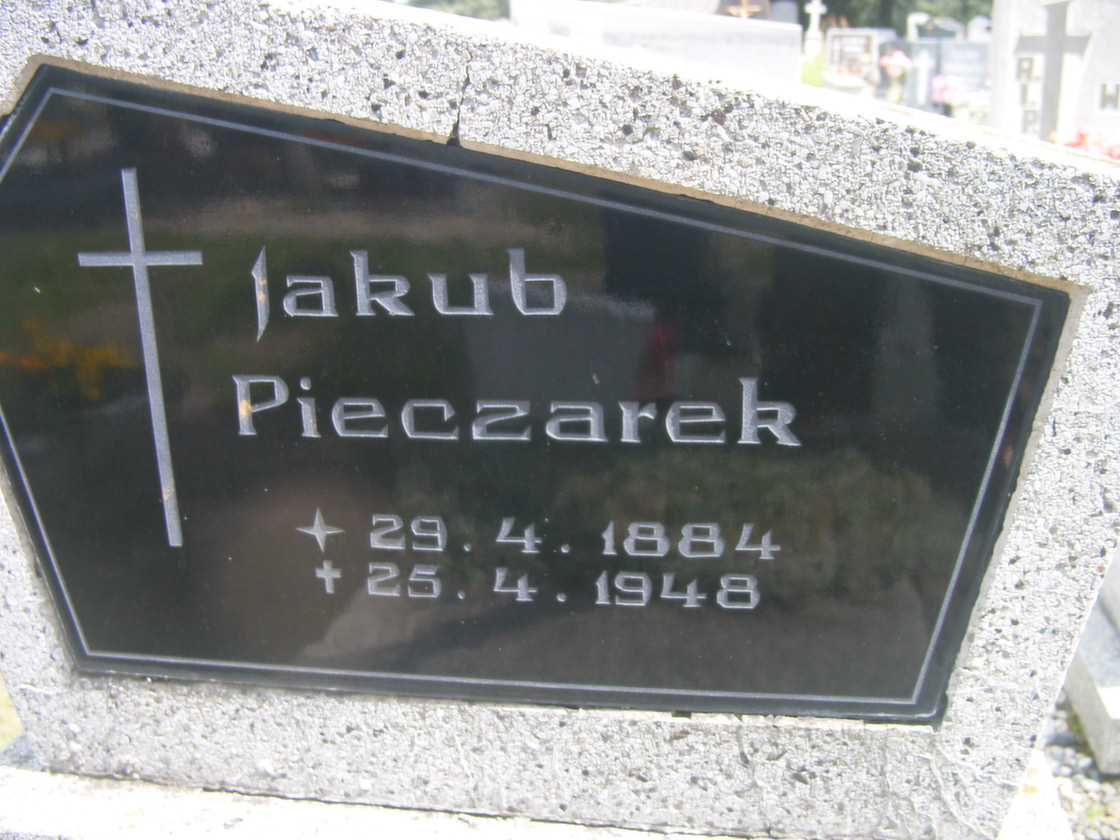 Jakub
Pieczarek
29. 4. 1884
✝ 25. 4. 1948
R.I.P.